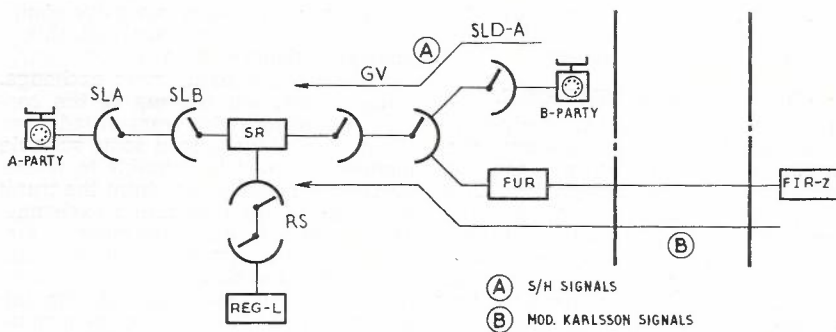 SLD-A
A
GV
SLA
SLB
B-PARTY
SR
A-PARTY
FUR
FIR-Z
RS
B
REG-L
A S/H SIGNALS
B MOD. KARLSSON SIGNALS